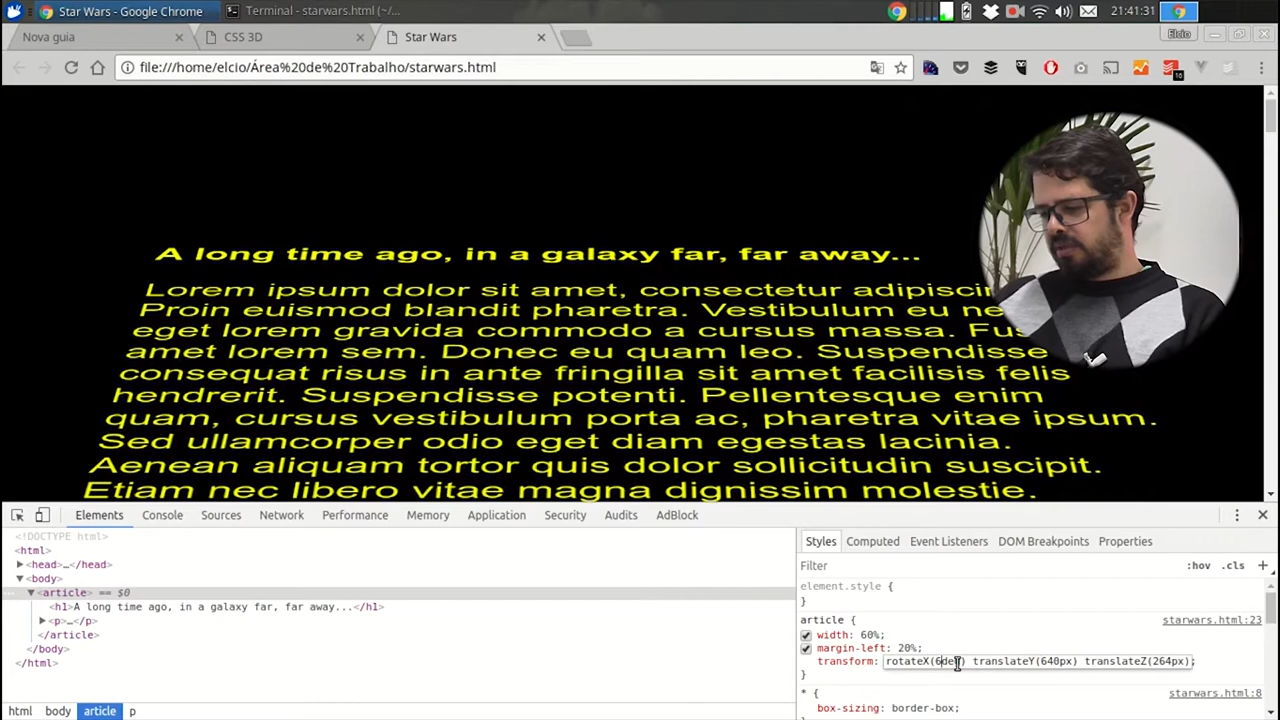 Star Wars - Google Chrome
Terminal - starwars.html (~/...
21:41:31
Elcio
Nova guia
CSS 3D
Star Wars
file:///home/elcio/Área%20de%20Trabalho/starwars.html
16
A long time ago, in a galaxy far, far away...
Lorem ipsum dolor sit amet, consectetur
Proin euismod blandit pharetra. Vestibulum eu
eget lorem gravida commodo a cursus massa.
amet lorem sem. Donec eu quam leo. Suspendisse
consequat risus in ante fringilla sit amet facilisis felis
hendrerit. Suspendisse potenti. Pellentesque enim
quam, cursus vestibulum porta ac, pharetra vitae ipsum.
Sed ullamcorper odio eget diam egestas lacinia.
Aenean aliquam tortor quis dolor sollicitudin suscipit.
Etiam nec libero vitae magna dignissim molestie.
Elements Console Sources Network Performance Memory Application Security Audits AdBlock
<!DOCTYPE html>
<html>
<head>…</head>
<body>
<article> == $0
<h1>A long time ago, in a galaxy far, far away...</h1>
<p>…</p>
</article>
</body>
</html>
html body article p
Styles Computed Event Listeners DOM Breakpoints Properties
Filter :hov .cls +
element.style {
}
article { starwars.html:23
width: 60%;
margin-left: 20%;
transform: rotateX(6deg) translateY(640px) translateZ(264px);
}
* { starwars.html:8
box-sizing: border-box;